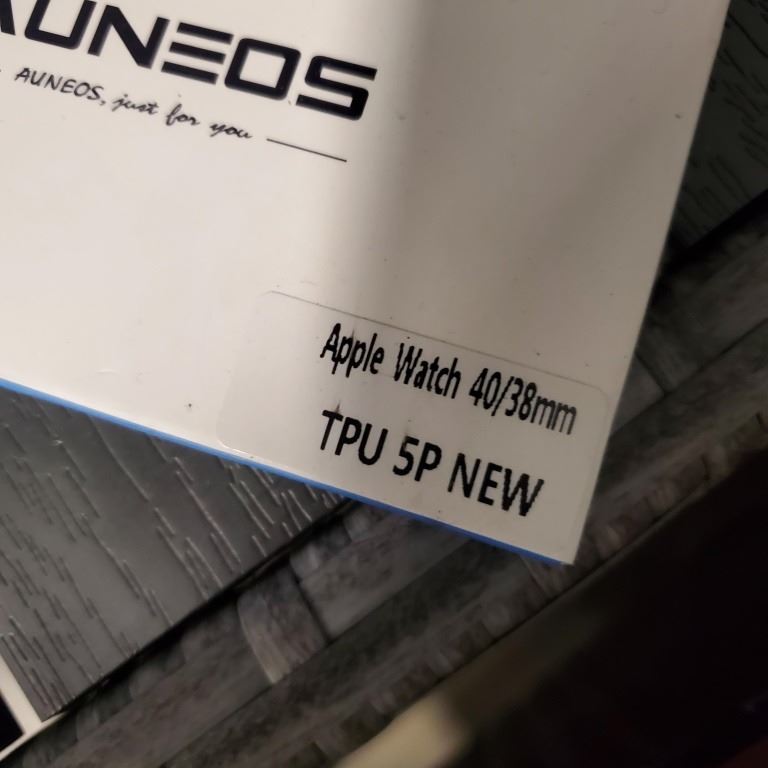 AUNEOS
AUNEOS, just for you
Apple Watch 40/38mm
TPU 5P NEW